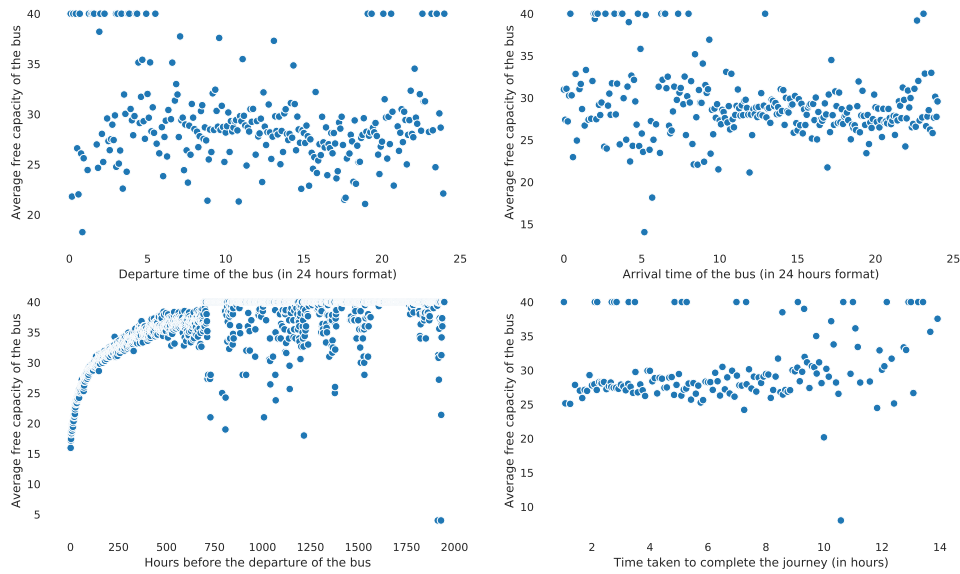 Average free capacity of the bus
40
35
30
25
20
0 5 10 15 20 25
Departure time of the bus (in 24 hours format)
Average free capacity of the bus
40
35
30
25
20
15
0 5 10 15 20 25
Arrival time of the bus (in 24 hours format)
Average free capacity of the bus
40
35
30
25
20
15
10
5
0 250 500 750 1000 1250 1500 1750 2000
Hours before the departure of the bus
Average free capacity of the bus
40
35
30
25
20
15
10
2 4 6 8 10 12 14
Time taken to complete the journey (in hours)